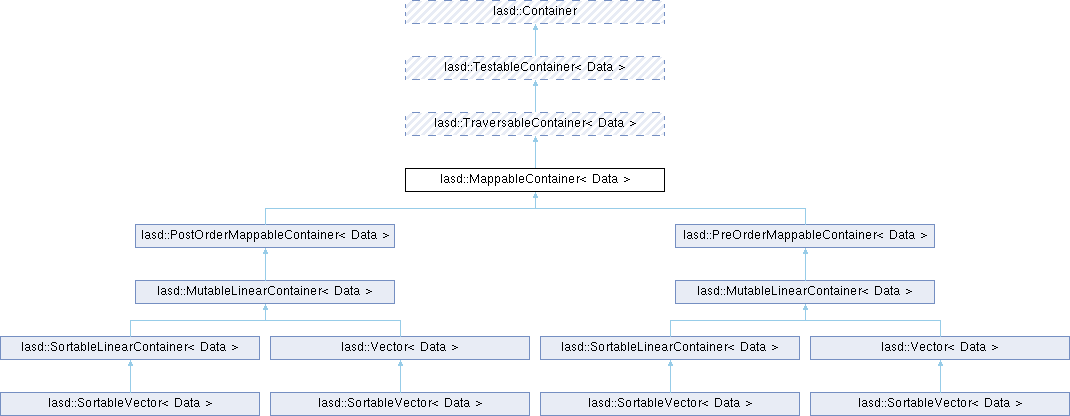 lasd::Container
lasd::TestableContainer< Data >
lasd::TraversableContainer< Data >
lasd::MappableContainer< Data >
lasd::PostOrderMappableContainer< Data >
lasd::PreOrderMappableContainer< Data >
lasd::MutableLinearContainer< Data >
lasd::MutableLinearContainer< Data >
lasd::SortableLinearContainer< Data >
lasd::Vector< Data >
lasd::SortableLinearContainer< Data >
lasd::Vector< Data >
lasd::SortableVector< Data >
lasd::SortableVector< Data >
lasd::SortableVector< Data >
lasd::SortableVector< Data >